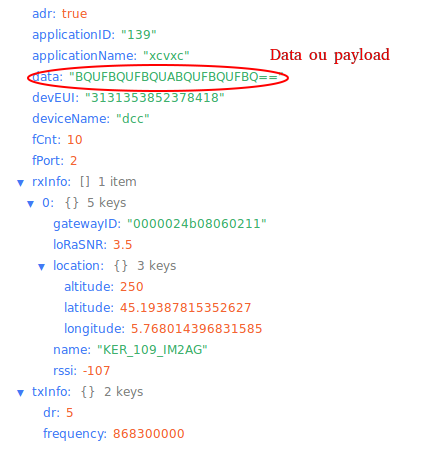 adr: true
applicationID: "139"
applicationName: "xcvxc"
Data ou payload
data: "BQUFBQUFBQUABQUFBQUFBQ=="
devEUI: "3131353852378418"
deviceName: "dcc"
fCnt: 10
fPort: 2
▼ rxInfo: [] 1 item
▼ 0: {} 5 keys
gatewayID: "0000024b08060211"
loRaSNR: 3.5
▼ location: {} 3 keys
altitude: 250
latitude: 45.19387815352627
longitude: 5.768014396831585
name: "KER_109_IM2AG"
rssi: -107
▼ txInfo: {} 2 keys
dr: 5
frequency: 868300000